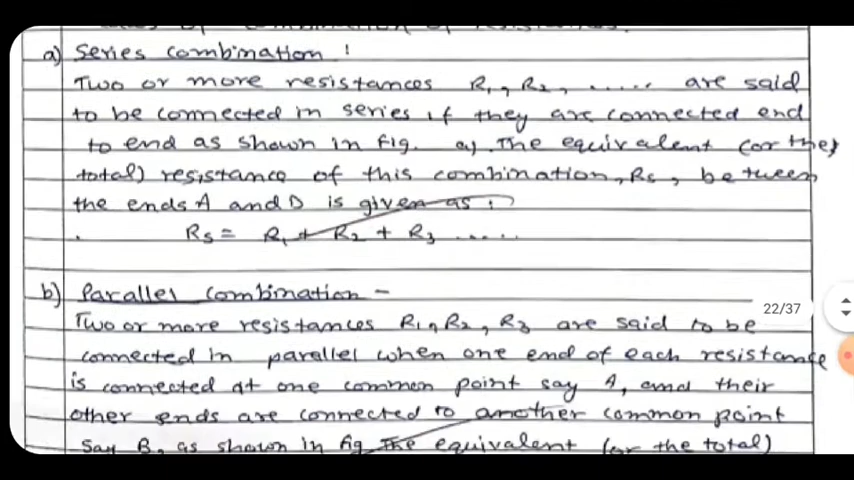 combination of resistances.
a) Series combination :
Two or more resistances R1, R2, ..... are said
to be connected in series if they are connected end
to end as shown in fig. a). The equivalent (or the
total) resistance of this combination, Rs, between
the ends A and D is given as :
Rs = R1 + R2 + R3 .....
b) Parallel combination -
22/37
Two or more resistances R1, R2, R3 are said to be
connected in parallel when one end of each resistance
is connected at one common point say A, and their
other ends are connected to another common point
Say B, as shown in fig The equivalent (or the total)